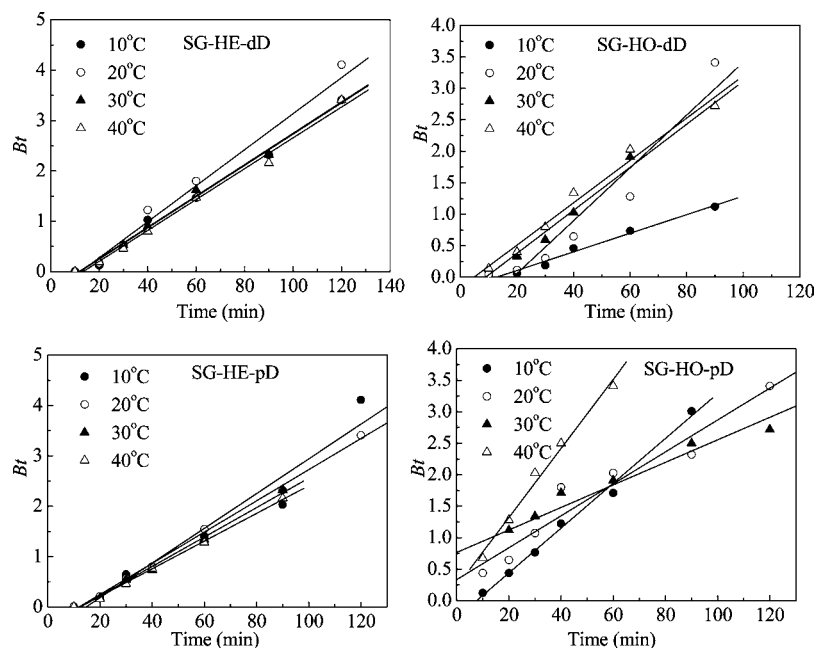 SG-HE-dD
10°C
20°C
30°C
40°C
Bt
5
4
3
2
1
0
0 20 40 60 80 100 120 140
Time (min)
SG-HO-dD
10°C
20°C
30°C
40°C
Bt
4.0
3.5
3.0
2.5
2.0
1.5
1.0
0.5
0.0
0 20 40 60 80 100 120
Time (min)
SG-HE-pD
10°C
20°C
30°C
40°C
Bt
5
4
3
2
1
0
0 20 40 60 80 100 120
Time (min)
SG-HO-pD
10°C
20°C
30°C
40°C
Bt
4.0
3.5
3.0
2.5
2.0
1.5
1.0
0.5
0.0
0 20 40 60 80 100 120
Time (min)